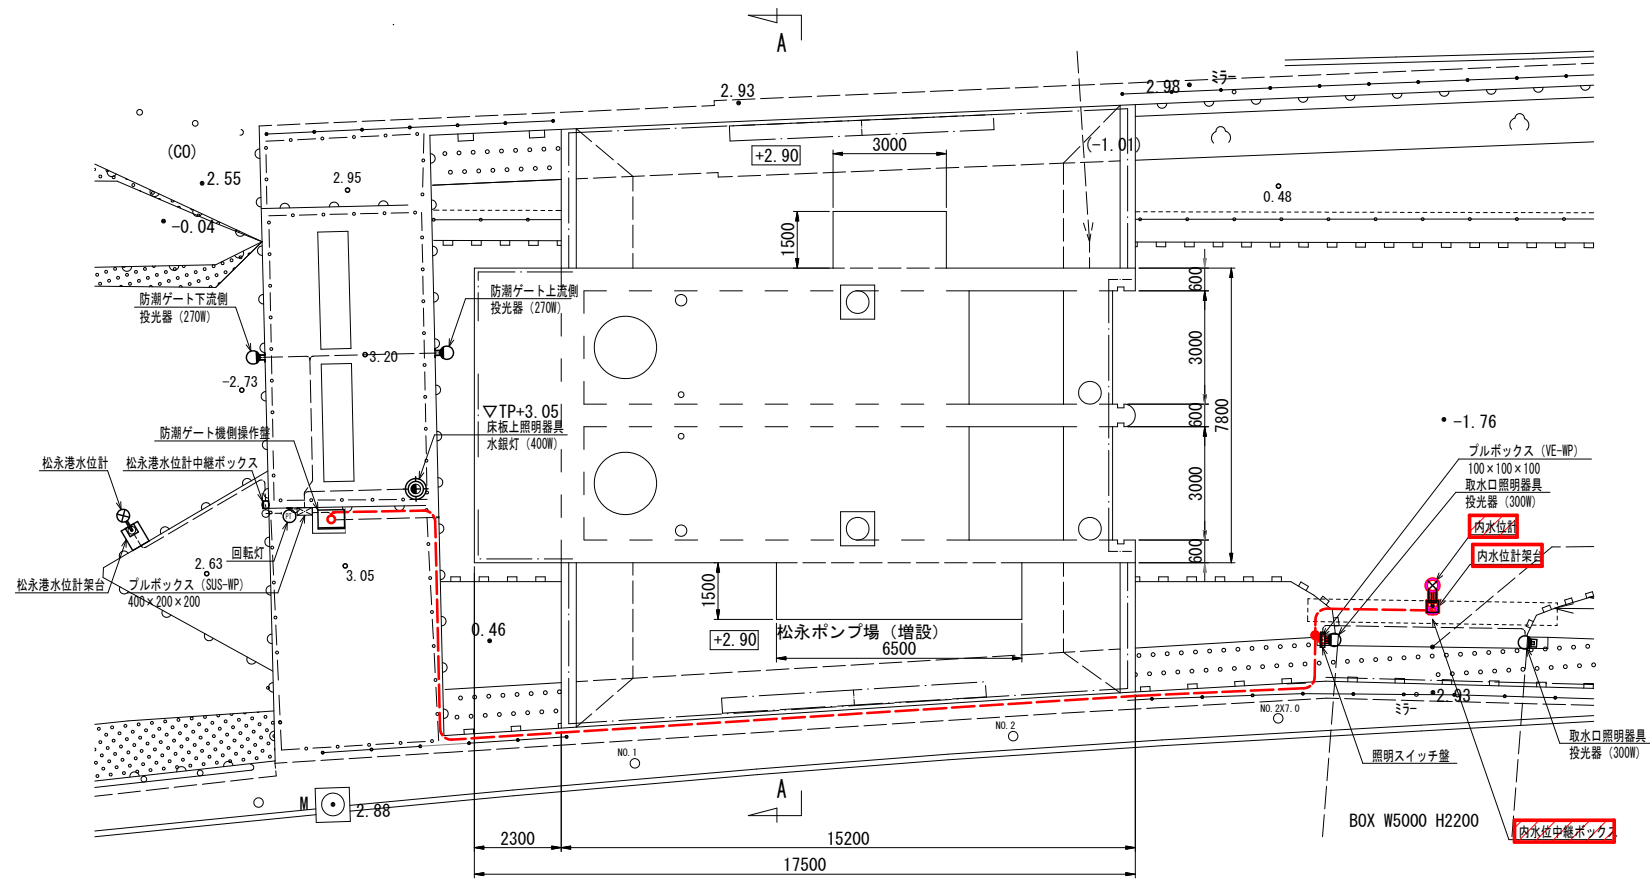 A
2.93
2.98
ミラー
(CO)
2.55
2.95
-0.04
+2.90
3000
(-1.01)
0.48
1500
600
防潮ゲート下流側
投光器 (270W)
防潮ゲート上流側
投光器 (270W)
3.20
-2.73
3000
▽TP+3.05
床板上照明器具
水銀灯 (400W)
600
7800
-1.76
防潮ゲート機側操作盤
松永港水位計
松永港水位計中継ボックス
プルボックス (VE-WP)
100×100×100
取水口照明器具
投光器 (300W)
3000
内水位計
PT
回転灯
内水位計架台
600
2.63
3.05
松永港水位計架台
プルボックス (SUS-WP)
400×200×200
1500
0.46
+2.90
松永ポンプ場 (増設)
6500
2.93
ミラー
NO.2X7.0
NO.2
NO.1
取水口照明器具
投光器 (300W)
照明スイッチ盤
M
2.88
A
BOX W5000 H2200
内水位中継ボックス
2300
15200
17500